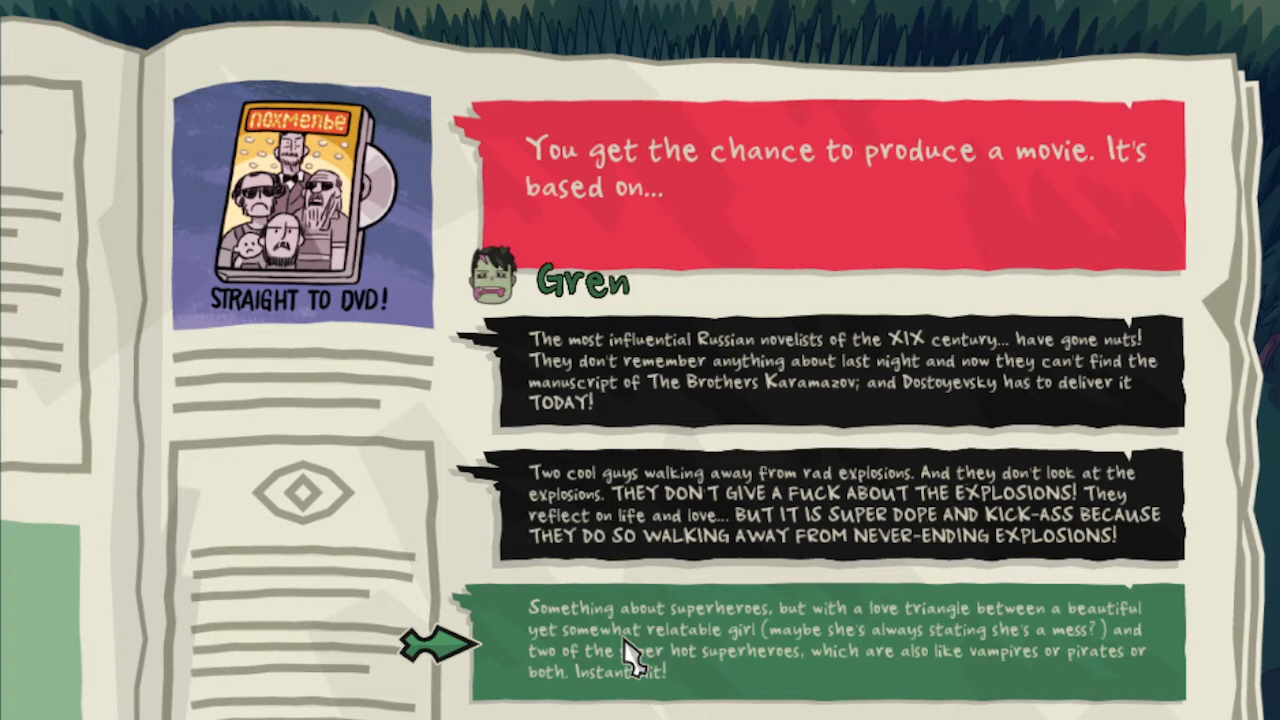 ПОХМЕЛЬЕ
STRAIGHT TO DVD!
You get the chance to produce a movie. It's
based on...
Gren
The most influential Russian novelists of the XIX century... have gone nuts!
They don't remember anything about last night and now they can't find the
manuscript of The Brothers Karamazov; and Dostoyevsky has to deliver it
TODAY!
Two cool guys walking away from rad explosions. And they don't look at the
explosions. THEY DON'T GIVE A FUCK ABOUT THE EXPLOSIONS! They
reflect on life and love... BUT IT IS SUPER DOPE AND KICK-ASS BECAUSE
THEY DO SO WALKING AWAY FROM NEVER-ENDING EXPLOSIONS!
Something about superheroes, but with a love triangle between a beautiful
yet somewhat relatable girl (maybe she's always stating she's a mess?) and
two of the hot superheroes, which are also like vampires or pirates or
both.